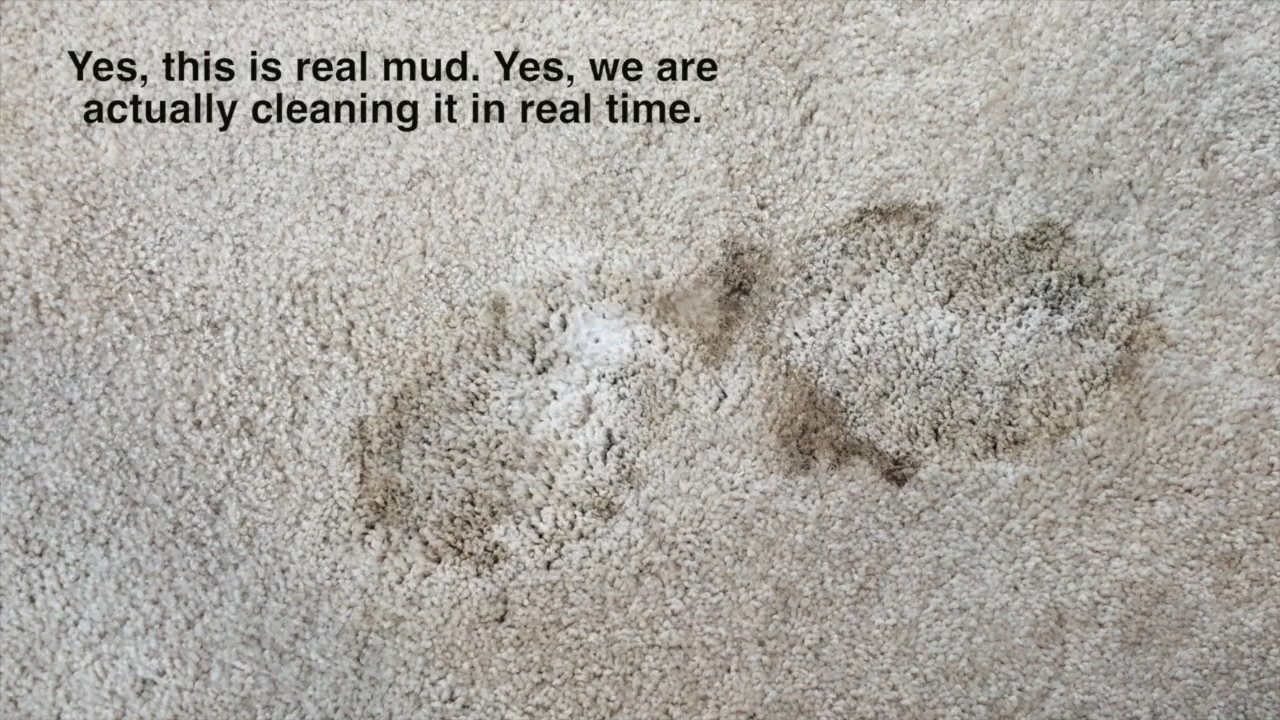 Yes, this is real mud. Yes, we are
actually cleaning it in real time.